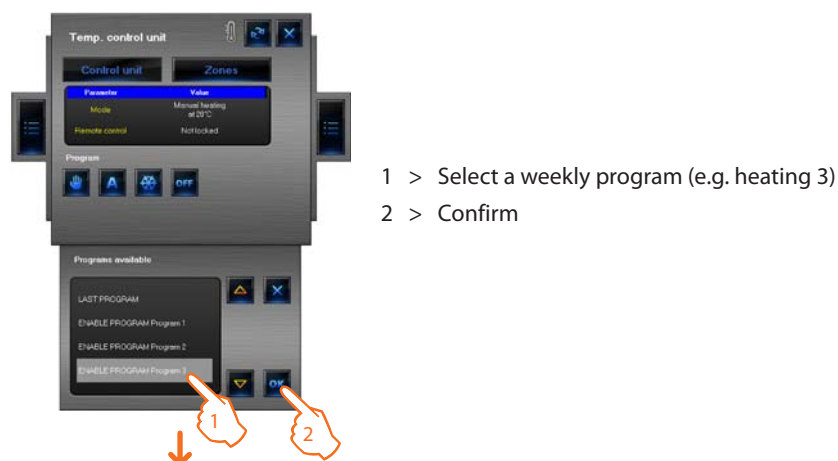 Temp. control unit
Control unit
Zones
Parameter Value
Mode Manual heating
at 28°C
Remote control Not locked
Program
A
OFF
1 > Select a weekly program (e.g. heating 3)
2 > Confirm
Programs available
LAST PROGRAM
ENABLE PROGRAM Program 1
ENABLE PROGRAM Program 2
ENABLE PROGRAM Program 3
OK
1
2